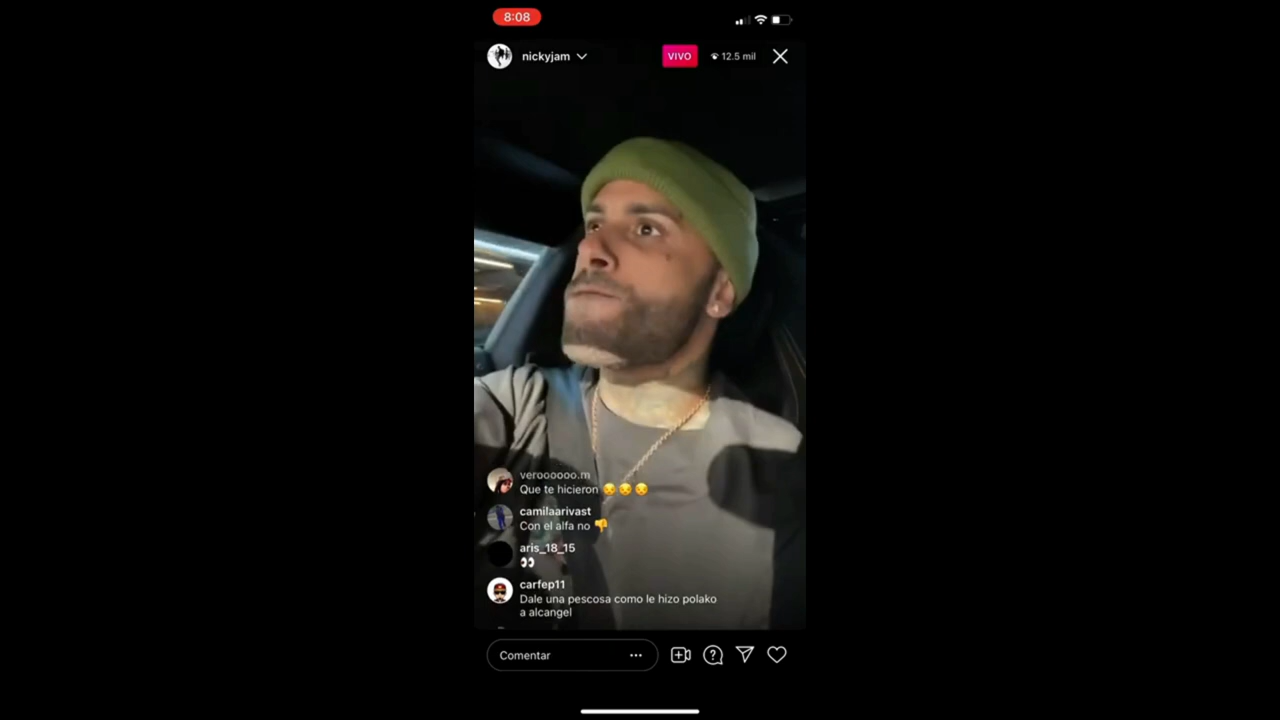 8:08
nickyjam
VIVO
12.5 mil
veroooooo.m
Que te hicieron 😒😒😒
camilaarivast
Con el alfa no 👎
aris_18_15
👀
carfep11
Dale una pescosa como le hizo polako
a alcangel
Comentar